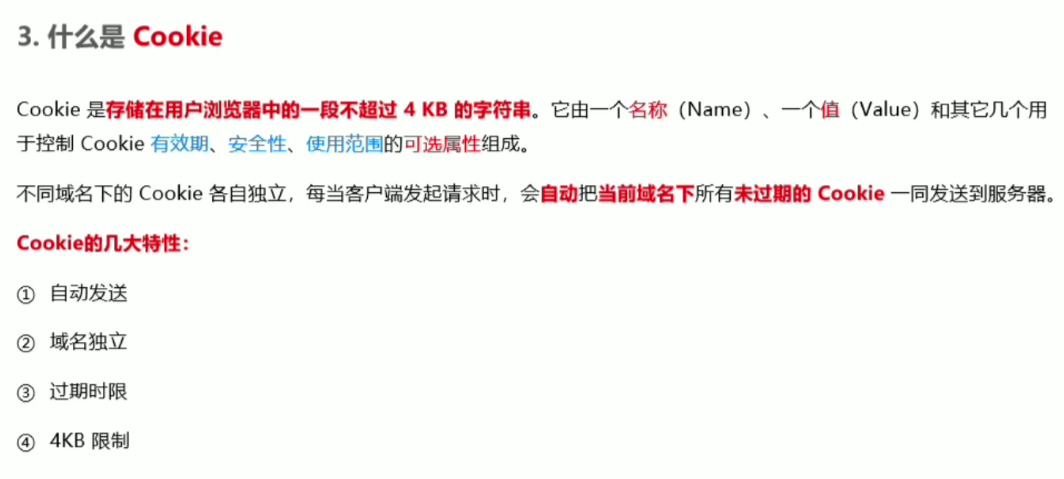 3. 什么是 Cookie
Cookie 是存储在用户浏览器中的一段不超过 4 KB 的字符串。它由一个名称（Name）、一个值（Value）和其它几个用
于控制 Cookie 有效期、安全性、使用范围的可选属性组成。
不同域名下的 Cookie 各自独立，每当客户端发起请求时，会自动把当前域名下所有未过期的 Cookie 一同发送到服务器。
Cookie的几大特性：
① 自动发送
② 域名独立
③ 过期时限
④ 4KB 限制